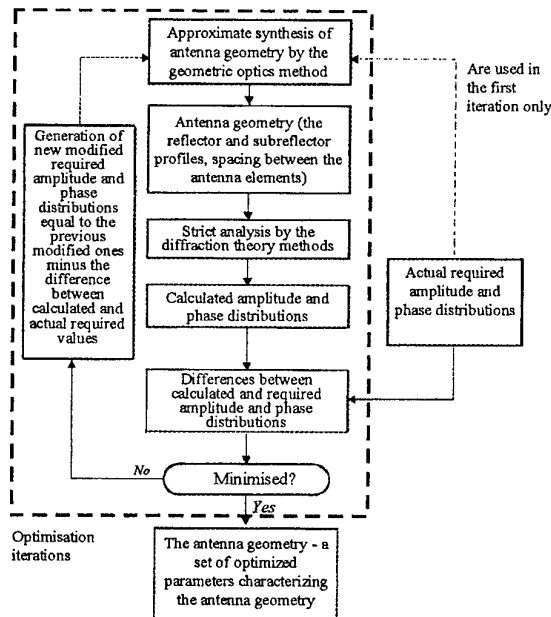 Approximate synthesis of
antenna geometry by the
geometric optics method
Are used in
the first
iteration only
Generation of
new modified
required
amplitude and
phase
distributions
equal to the
previous
modified ones
minus the
difference
between
calculated and
actual required
values
Antenna geometry (the
reflector and subreflector
profiles, spacing between the
antenna elements)
Strict analysis by the
diffraction theory methods
Calculated amplitude and
phase distributions
Actual required
amplitude and
phase distributions
Differences between
calculated and required
amplitude and phase
distributions
No
Minimised?
Yes
Optimisation
iterations
The antenna geometry - a
set of optimized
parameters characterizing
the antenna geometry